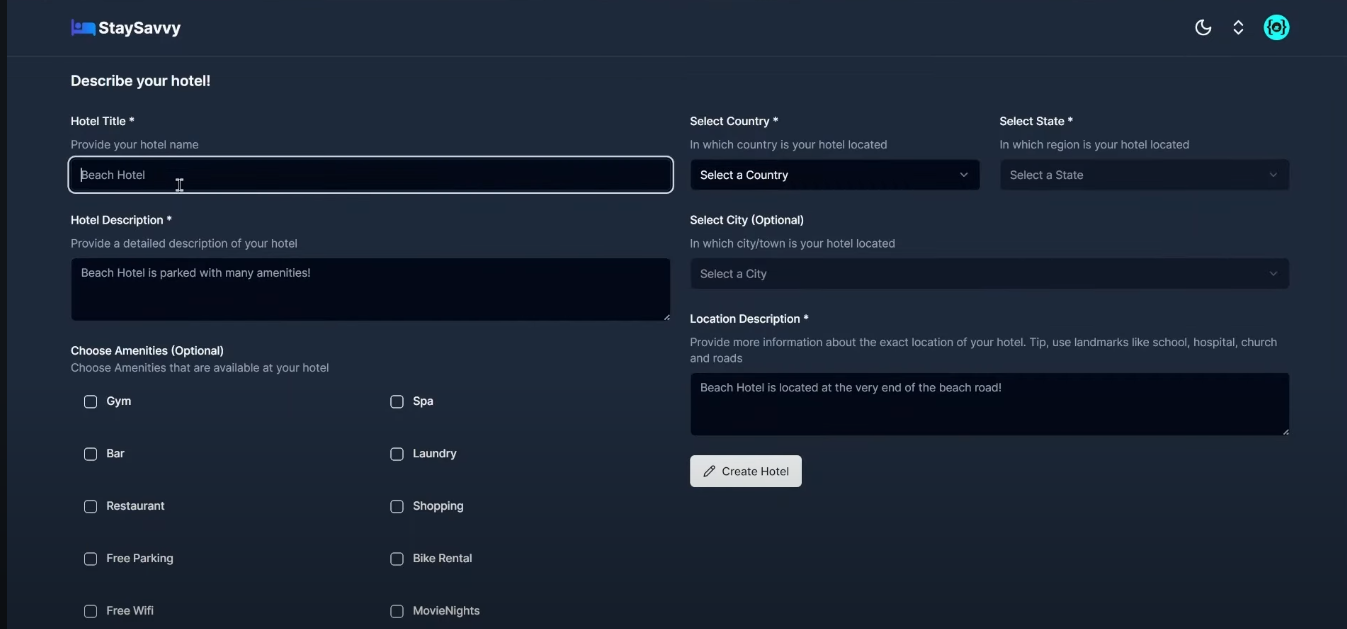 StaySavvy
Describe your hotel!
Hotel Title *
Provide your hotel name
Beach Hotel
Hotel Description *
Provide a detailed description of your hotel
Beach Hotel is parked with many amenities!
Choose Amenities (Optional)
Choose Amenities that are available at your hotel
Gym
Spa
Bar
Laundry
Restaurant
Shopping
Free Parking
Bike Rental
Free Wifi
MovieNights
Select Country *
In which country is your hotel located
Select a Country
Select State *
In which region is your hotel located
Select a State
Select City (Optional)
In which city/town is your hotel located
Select a City
Location Description *
Provide more information about the exact location of your hotel. Tip, use landmarks like school, hospital, church
and roads
Beach Hotel is located at the very end of the beach road!
Create Hotel